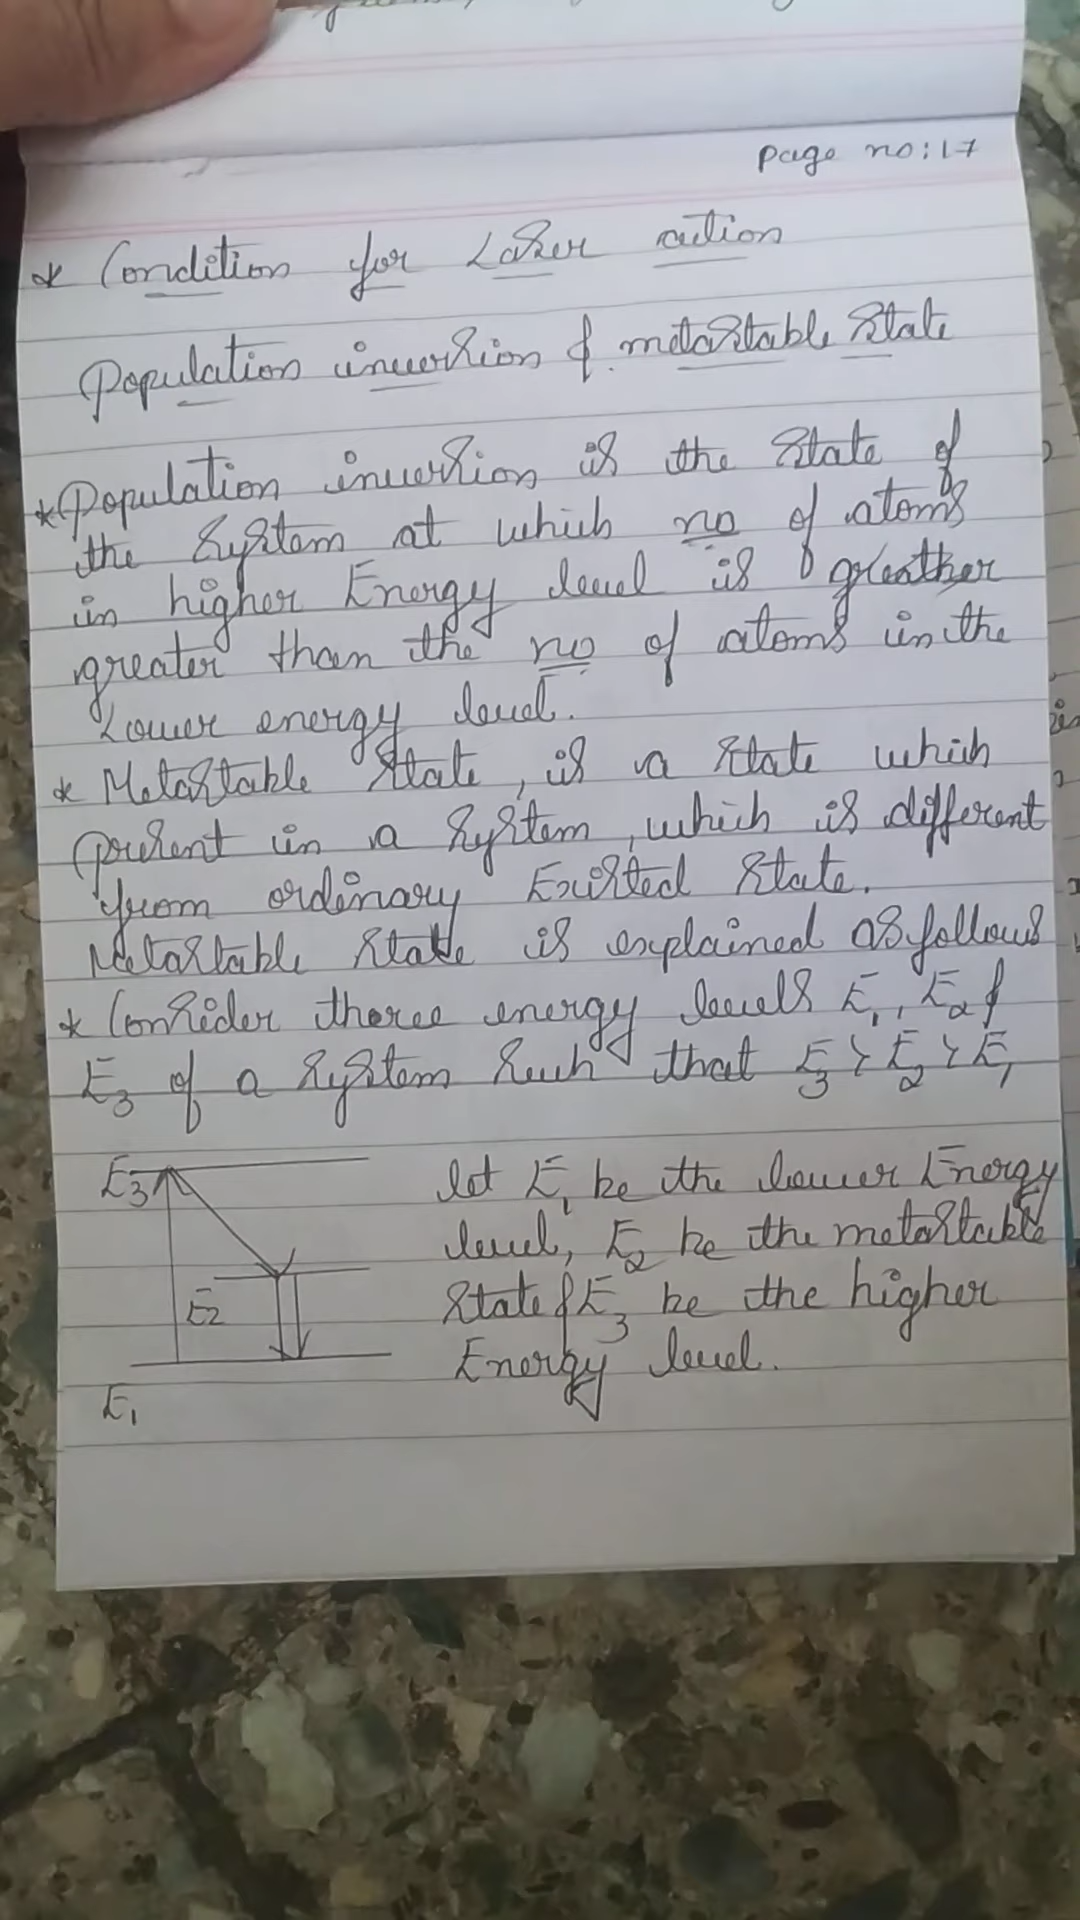 Page no: 17
* Condition for Laser action
Population inversion & metastable state
* Population inversion is the state of
the system at which no of atoms
in higher Energy level is greather
greater than the no of atoms in the
Lower energy level.
* Metastable state, is a state which
present in a system, which is different
from ordinary Existed state.
Metastable state is explained as follows
* Consider three energy levels E1, E2 &
E3 of a system such that E3 > E2 > E1
E3
let E1 be the lower Energy
level, E2 be the metastable
E2
state & E3 be the higher
Energy level.
E1